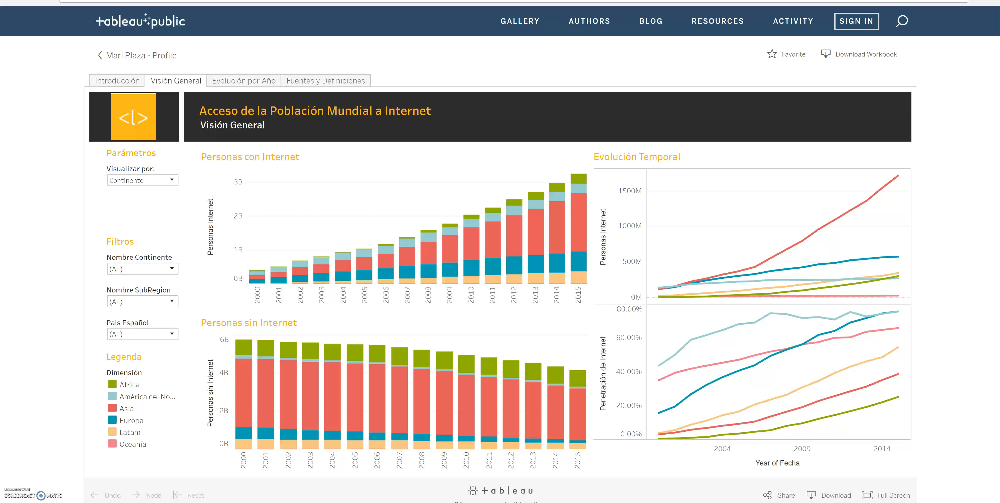 tableau public
GALLERY
AUTHORS
BLOG
RESOURCES
ACTIVITY
SIGN IN
Mari Plaza - Profile
Favorite
Download Workbook
Introducción
Visión General
Evolución por Año
Fuentes y Definiciones
<|>
Acceso de la Población Mundial a Internet
Visión General
Parámetros
Visualizar por:
Continente
Filtros
Nombre Continente
(All)
Nombre SubRegion
(All)
Pais Español
(All)
Legenda
Dimensión
África
América del No...
Asia
Europa
Latam
Oceanía
Personas con Internet
Personas Internet
3B
2B
1B
0B
2000
2001
2002
2003
2004
2005
2006
2007
2008
2009
2010
2011
2012
2013
2014
2015
Personas sin Internet
Personas sin Internet
6B
4B
2B
0B
2000
2001
2002
2003
2004
2005
2006
2007
2008
2009
2010
2011
2012
2013
2014
2015
Evolución Temporal
Personas Internet
1500M
1000M
500M
0M
Penetración de Internet
80.00%
60.00%
40.00%
20.00%
0.00%
2004
2009
2014
Year of Fecha
RECORDED WITH
SCREENCAST MATIC
Undo
Redo
Reset
tableau
Share
Download
Full Screen